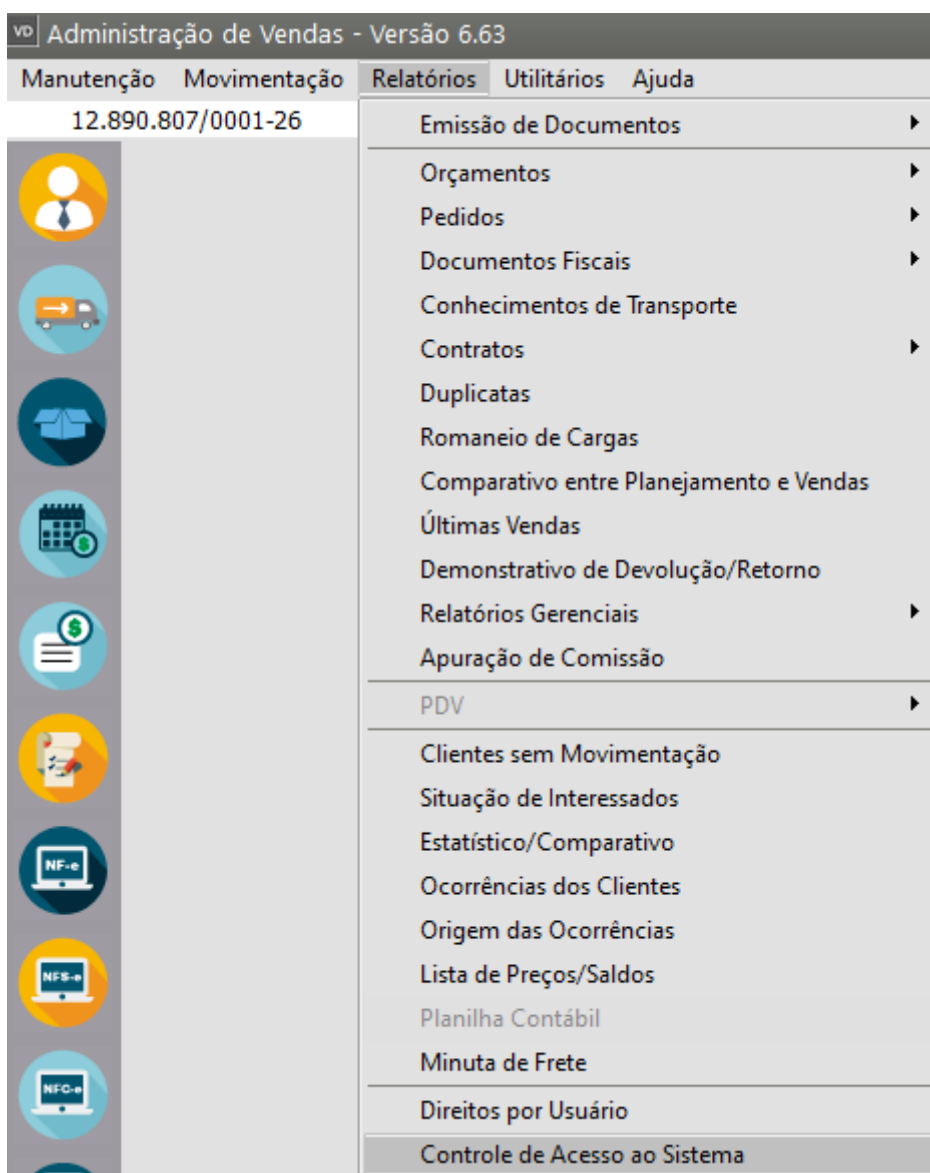 VD Administração de Vendas - Versão 6.63
Manutenção Movimentação Relatórios Utilitários Ajuda
12.890.807/0001-26
Emissão de Documentos
Orçamentos
Pedidos
Documentos Fiscais
Conhecimentos de Transporte
Contratos
Duplicatas
Romaneio de Cargas
Comparativo entre Planejamento e Vendas
Últimas Vendas
Demonstrativo de Devolução/Retorno
Relatórios Gerenciais
Apuração de Comissão
PDV
Clientes sem Movimentação
Situação de Interessados
Estatístico/Comparativo
Ocorrências dos Clientes
Origem das Ocorrências
Lista de Preços/Saldos
Planilha Contábil
Minuta de Frete
Direitos por Usuário
Controle de Acesso ao Sistema
NF-e
NFS-e
NFC-e